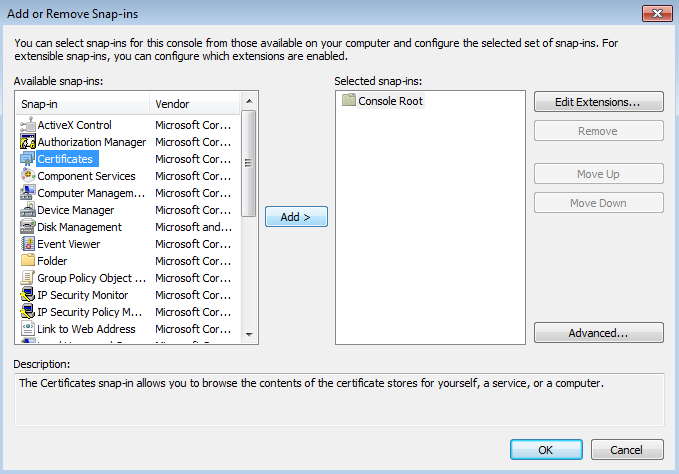 Add or Remove Snap-ins
You can select snap-ins for this console from those available on your computer and configure the selected set of snap-ins. For
extensible snap-ins, you can configure which extensions are enabled.
Available snap-ins:
Selected snap-ins:
Snap-in Vendor
ActiveX Control Microsoft Cor...
Authorization Manager Microsoft Cor...
Certificates Microsoft Cor...
Component Services Microsoft Cor...
Computer Managem... Microsoft Cor...
Device Manager Microsoft Cor...
Disk Management Microsoft and...
Event Viewer Microsoft Cor...
Folder Microsoft Cor...
Group Policy Object ... Microsoft Cor...
IP Security Monitor Microsoft Cor...
IP Security Policy M... Microsoft Cor...
Link to Web Address Microsoft Cor...
Add >
Console Root
Edit Extensions...
Remove
Move Up
Move Down
Advanced...
Description:
The Certificates snap-in allows you to browse the contents of the certificate stores for yourself, a service, or a computer.
OK
Cancel